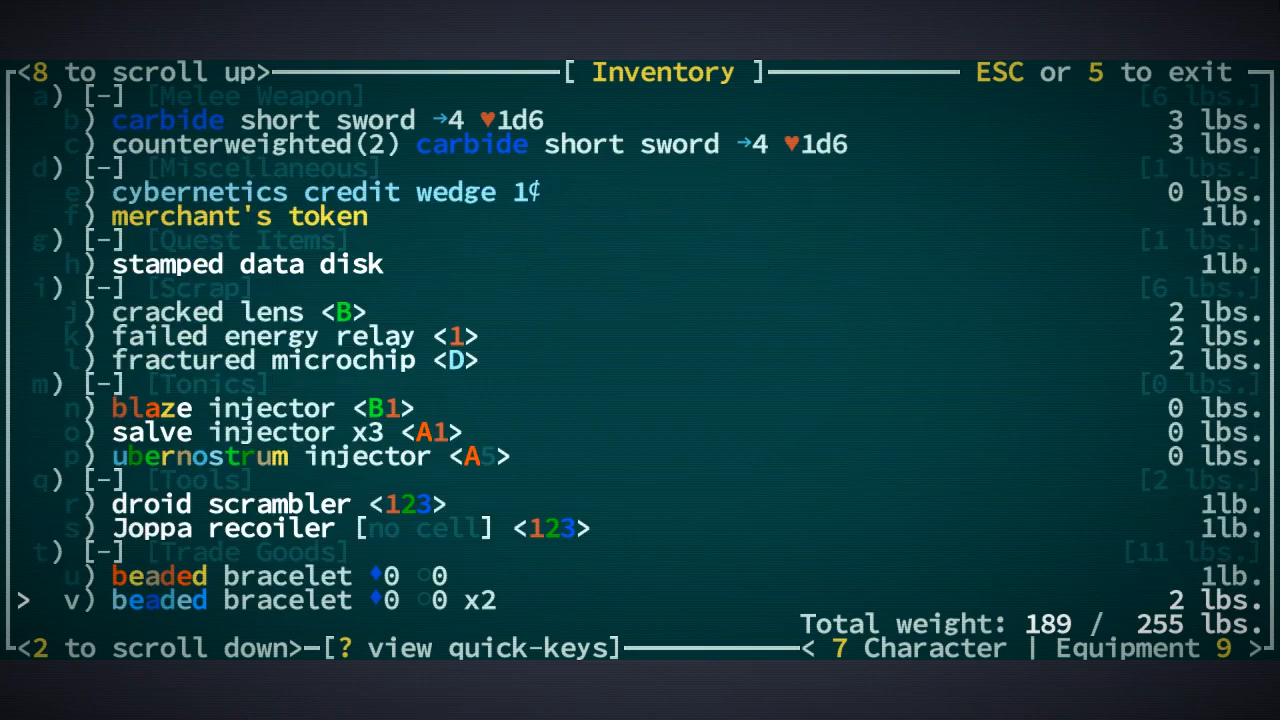 <8 to scroll up> [ Inventory ] ESC or 5 to exit
a) [-] [Melee Weapon] [6 lbs.]
b) carbide short sword →4 ♥1d6 3 lbs.
c) counterweighted(2) carbide short sword →4 ♥1d6 3 lbs.
d) [-] [Miscellaneous] [1 lbs.]
e) cybernetics credit wedge 1¢ 0 lbs.
f) merchant's token 1lb.
g) [-] [Quest Items] [1 lbs.]
h) stamped data disk 1lb.
i) [-] [Scrap] [6 lbs.]
j) cracked lens <B> 2 lbs.
k) failed energy relay <1> 2 lbs.
l) fractured microchip <D> 2 lbs.
m) [-] [Tonics] [0 lbs.]
n) blaze injector <B1> 0 lbs.
o) salve injector x3 <A1> 0 lbs.
p) ubernostrum injector <A5> 0 lbs.
q) [-] [Tools] [2 lbs.]
r) droid scrambler <123> 1lb.
s) Joppa recoiler [no cell] <123> 1lb.
t) [-] [Trade Goods] [11 lbs.]
u) beaded bracelet ♦0 ○0 1lb.
> v) beaded bracelet ♦0 ○0 x2 2 lbs.
Total weight: 189 / 255 lbs.
<2 to scroll down> [? view quick-keys] < 7 Character | Equipment 9 >